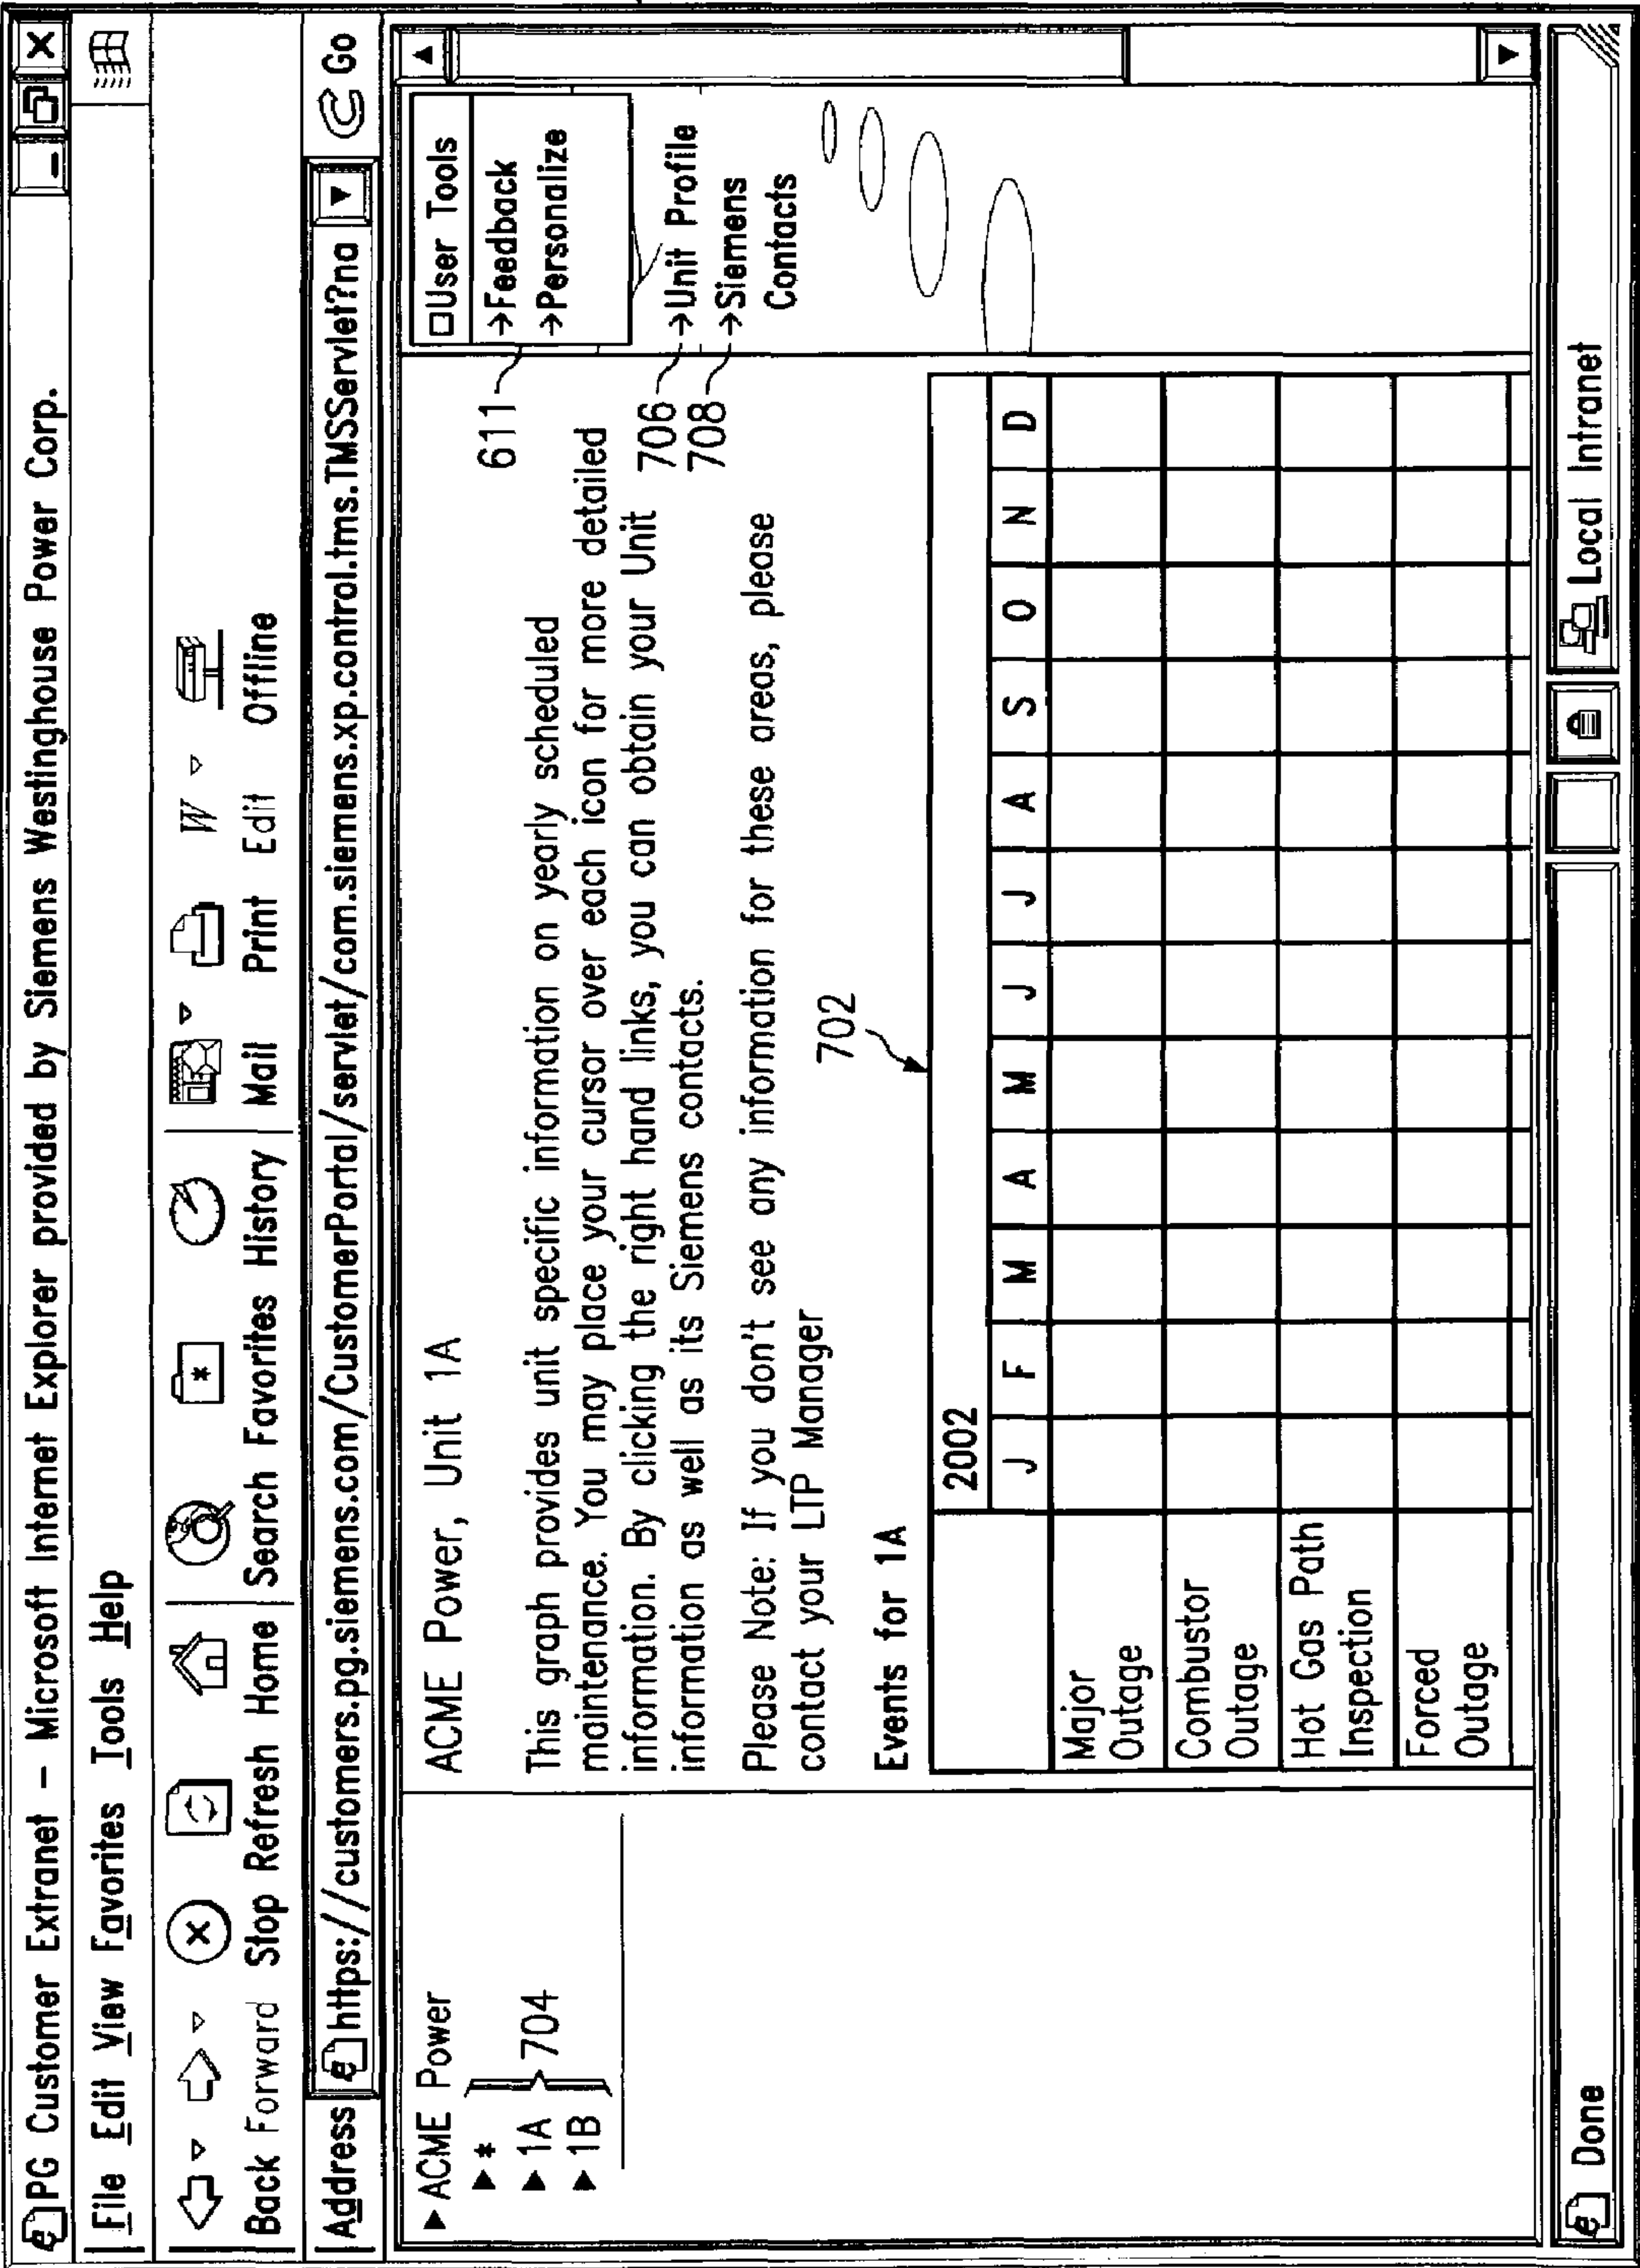 PG Customer Extranet – Microsoft Internet Explorer provided by Siemens Westinghouse Power Corp.
File Edit View Favorites Tools Help
Back Forward Stop Refresh Home Search Favorites History Mail Print Edit Offline
Address https://customers.pg.siemens.com/CustomerPortal/servlet/com.siemens.xp.control.tms.TMSServlet?na Go
ACME Power
*
1A
1B
704
ACME Power, Unit 1A
This graph provides unit specific information on yearly scheduled
maintenance. You may place your cursor over each icon for more detailed
information. By clicking the right hand links, you can obtain your Unit
information as well as its Siemens contacts.
Please Note: If you don't see any information for these areas, please
contact your LTP Manager
702
Events for 1A
2002
J F M A M J J A S O N D
Major
Outage
Combustor
Outage
Hot Gas Path
Inspection
Forced
Outage
User Tools
611 →Feedback
→Personalize
706 →Unit Profile
708 →Siemens
Contacts
Done Local Intranet